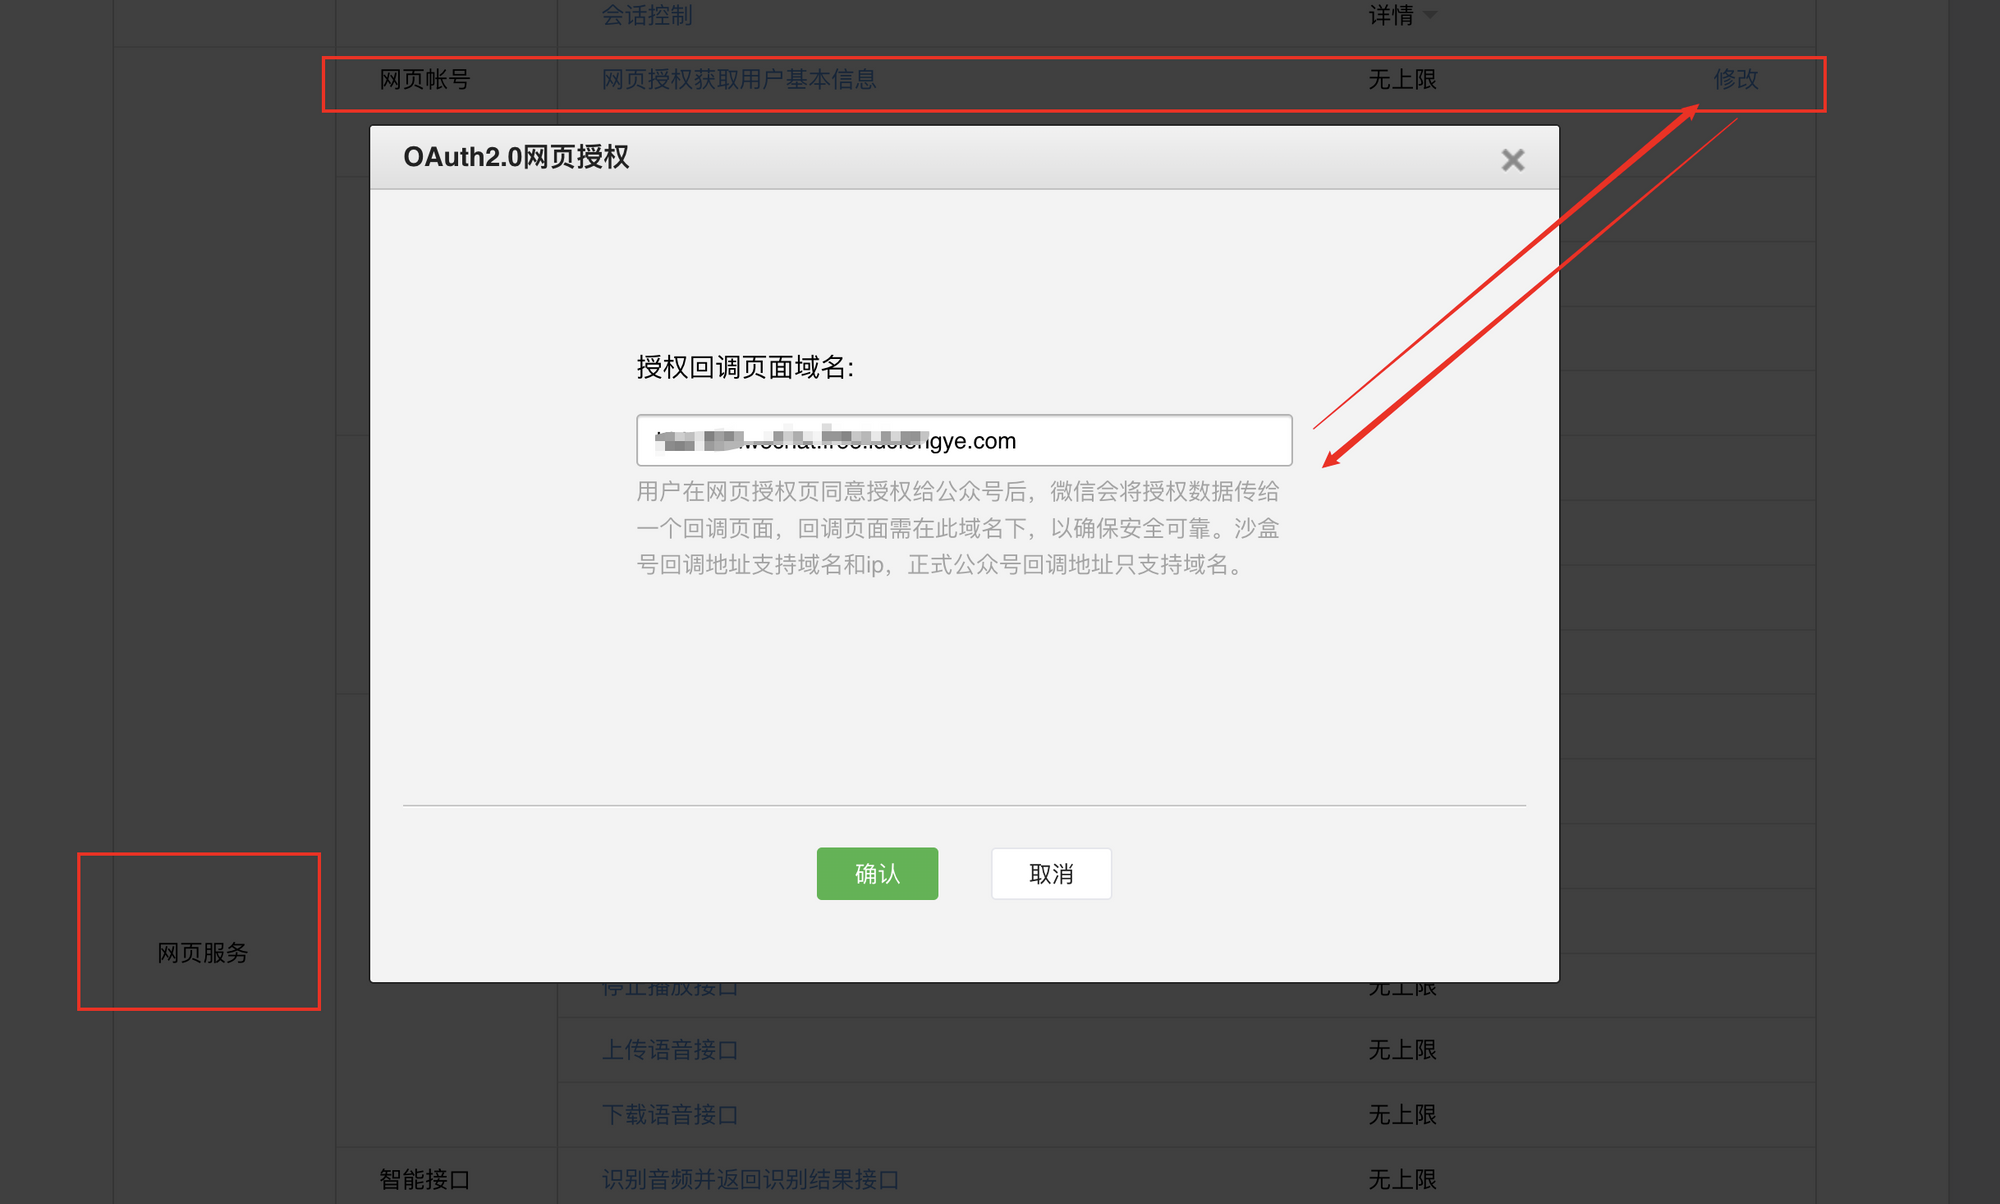 会话控制 详情
网页帐号 网页授权获取用户基本信息 无上限 修改
OAuth2.0网页授权
授权回调页面域名:
gye.com
用户在网页授权页同意授权给公众号后，微信会将授权数据传给
一个回调页面，回调页面需在此域名下，以确保安全可靠。沙盒
号回调地址支持域名和ip，正式公众号回调地址只支持域名。
确认 取消
网页服务
停止播放接口 无上限
上传语音接口 无上限
下载语音接口 无上限
智能接口 识别音频并返回识别结果接口 无上限